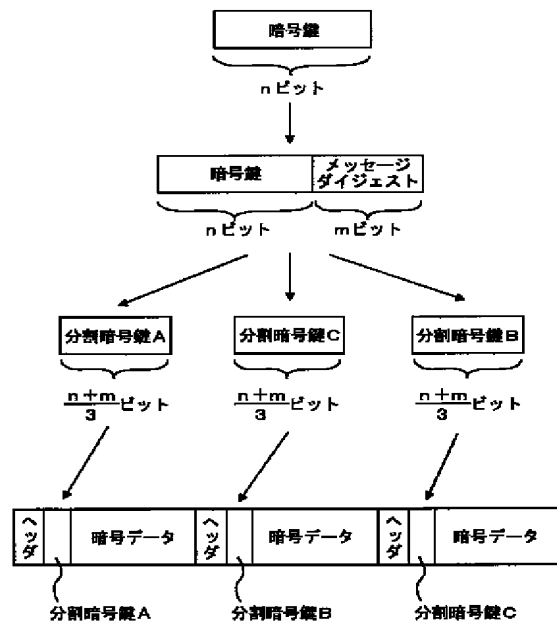 暗号鍵
nビット
暗号鍵 メッセージ
ダイジェスト
nビット mビット
分割暗号鍵A 分割暗号鍵C 分割暗号鍵B
n+m
3 ビット n+m
3 ビット n+m
3 ビット
ヘッダ 暗号データ ヘッダ 暗号データ ヘッダ 暗号データ
分割暗号鍵A 分割暗号鍵B 分割暗号鍵C